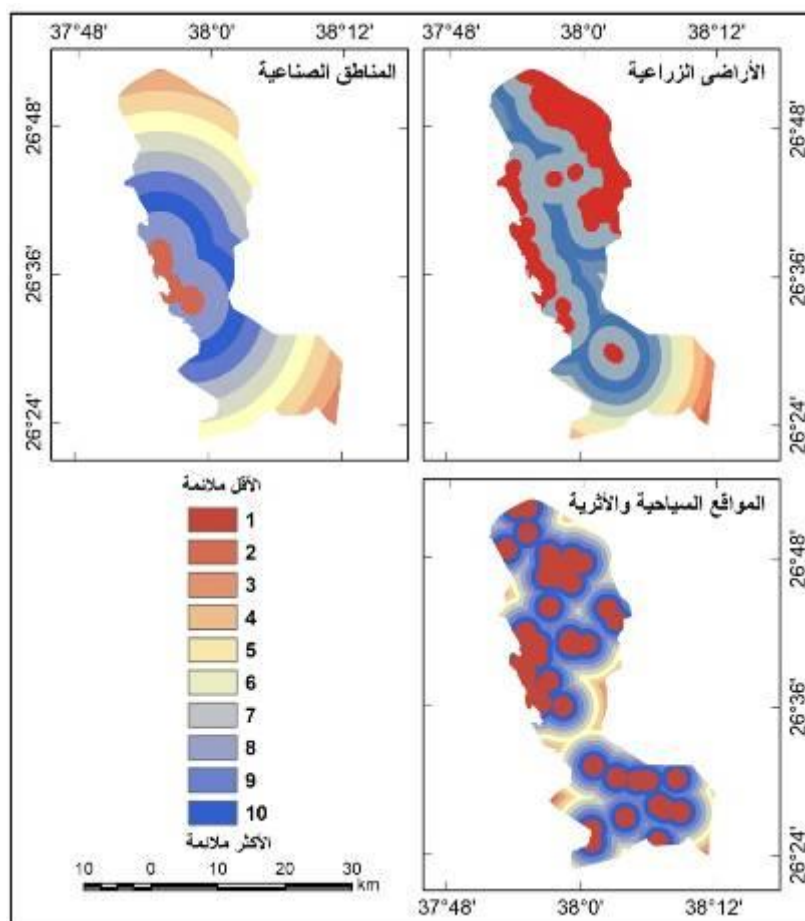 37°48' 38°0' 38°12'
37°48' 38°0' 38°12'
المناطق الصناعية
الأراضى الزراعية
26°48'
26°36'
26°24'
26°48'
26°36'
26°24'
الأقل ملائمة
1
2
3
4
5
6
7
8
9
10
الأكثر ملائمة
10 0 10 20 30
km
المواقع السياحية والأثرية
26°48'
26°36'
26°24'
37°48' 38°0' 38°12'